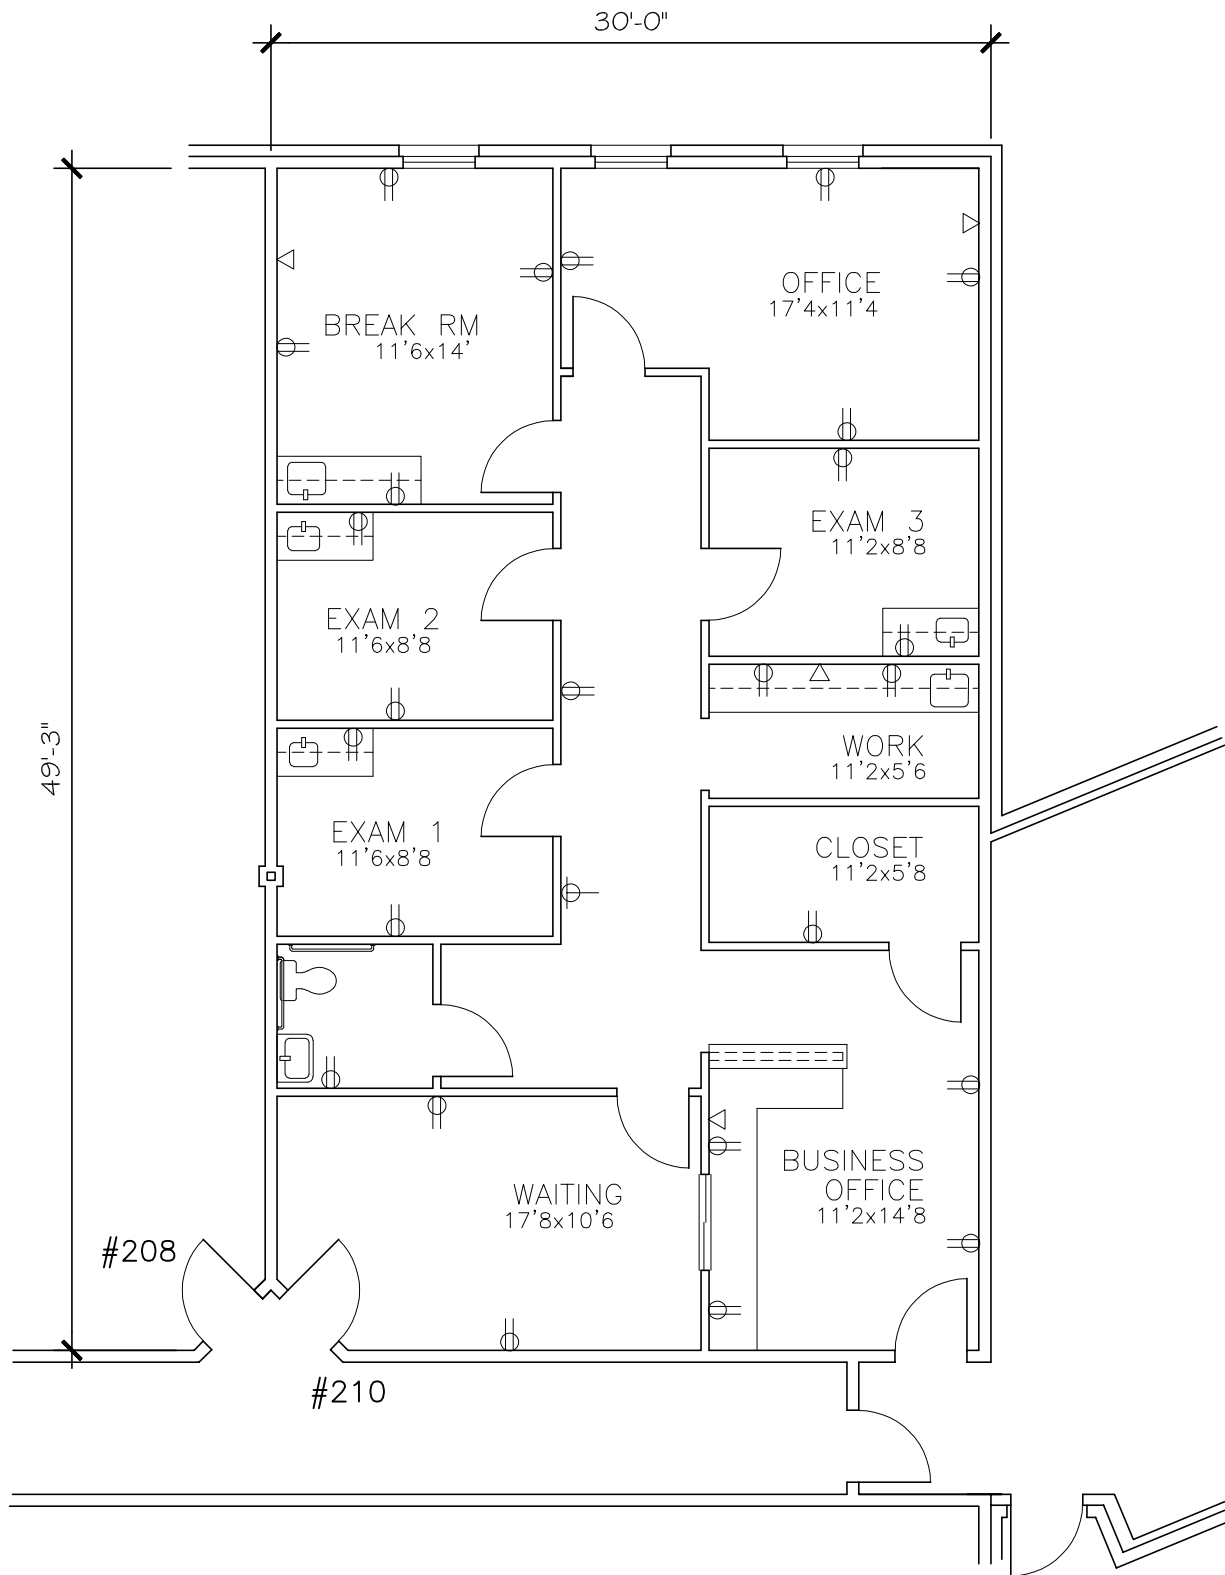 30'-0"
OFFICE
17'4x11'4
BREAK RM
11'6x14'
EXAM 3
11'2x8'8
EXAM 2
11'6x8'8
49'-3"
WORK
11'2x5'6
EXAM 1
11'6x8'8
CLOSET
11'2x5'8
BUSINESS
OFFICE
11'2x14'8
WAITING
17'8x10'6
#208
#210